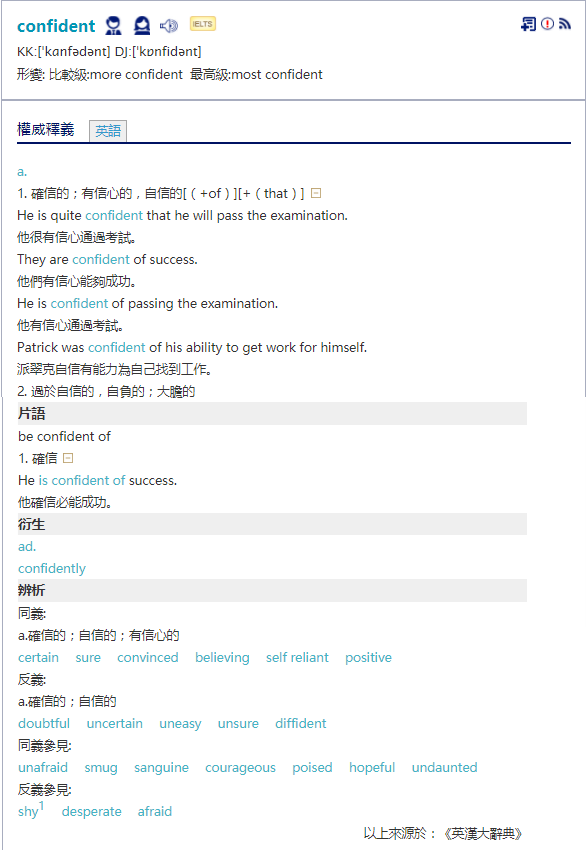 confident IELTS
KK:[ˈkɑnfədənt] DJ:[ˈkɒnfidənt]
形變: 比較級:more confident 最高級:most confident
權威釋義 英語
a.
1. 確信的；有信心的，自信的[（+of）][+（that）]
He is quite confident that he will pass the examination.
他很有信心通過考試。
They are confident of success.
他們有信心能夠成功。
He is confident of passing the examination.
他有信心通過考試。
Patrick was confident of his ability to get work for himself.
派翠克自信有能力為自己找到工作。
2. 過於自信的，自負的；大膽的
片語
be confident of
1. 確信
He is confident of success.
他確信必能成功。
衍生
ad.
confidently
辨析
同義:
a.確信的；自信的；有信心的
certain sure convinced believing self reliant positive
反義:
a.確信的；自信的
doubtful uncertain uneasy unsure diffident
同義參見:
unafraid smug sanguine courageous poised hopeful undaunted
反義參見:
shy1 desperate afraid
以上來源於：《英漢大辭典》